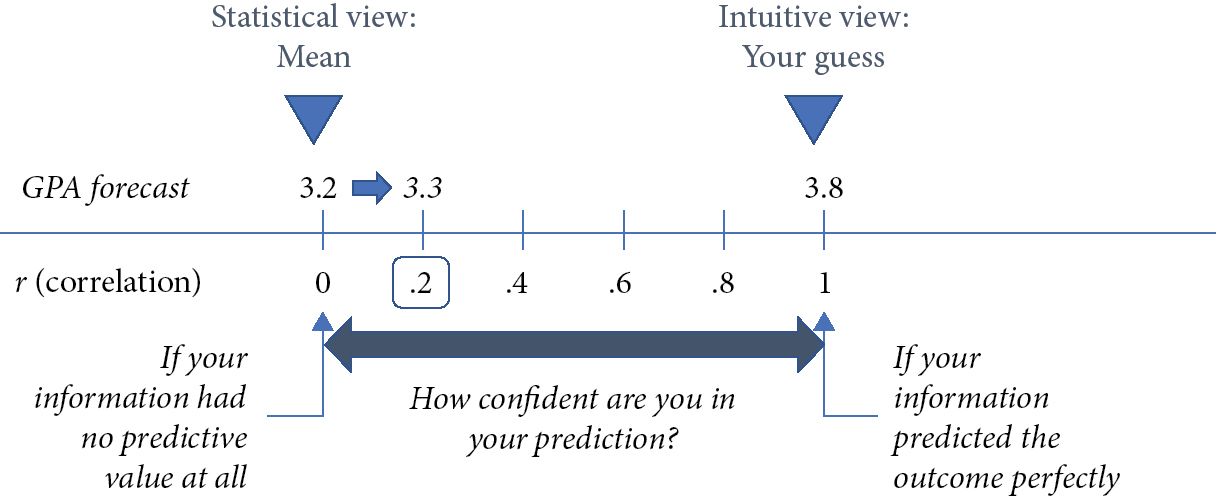 Statistical view:
Mean
Intuitive view:
Your guess
GPA forecast 3.2 3.3 3.8
r (correlation) 0 .2 .4 .6 .8 1
If your
information had
no predictive
value at all
How confident are you in
your prediction?
If your
information
predicted the
outcome perfectly